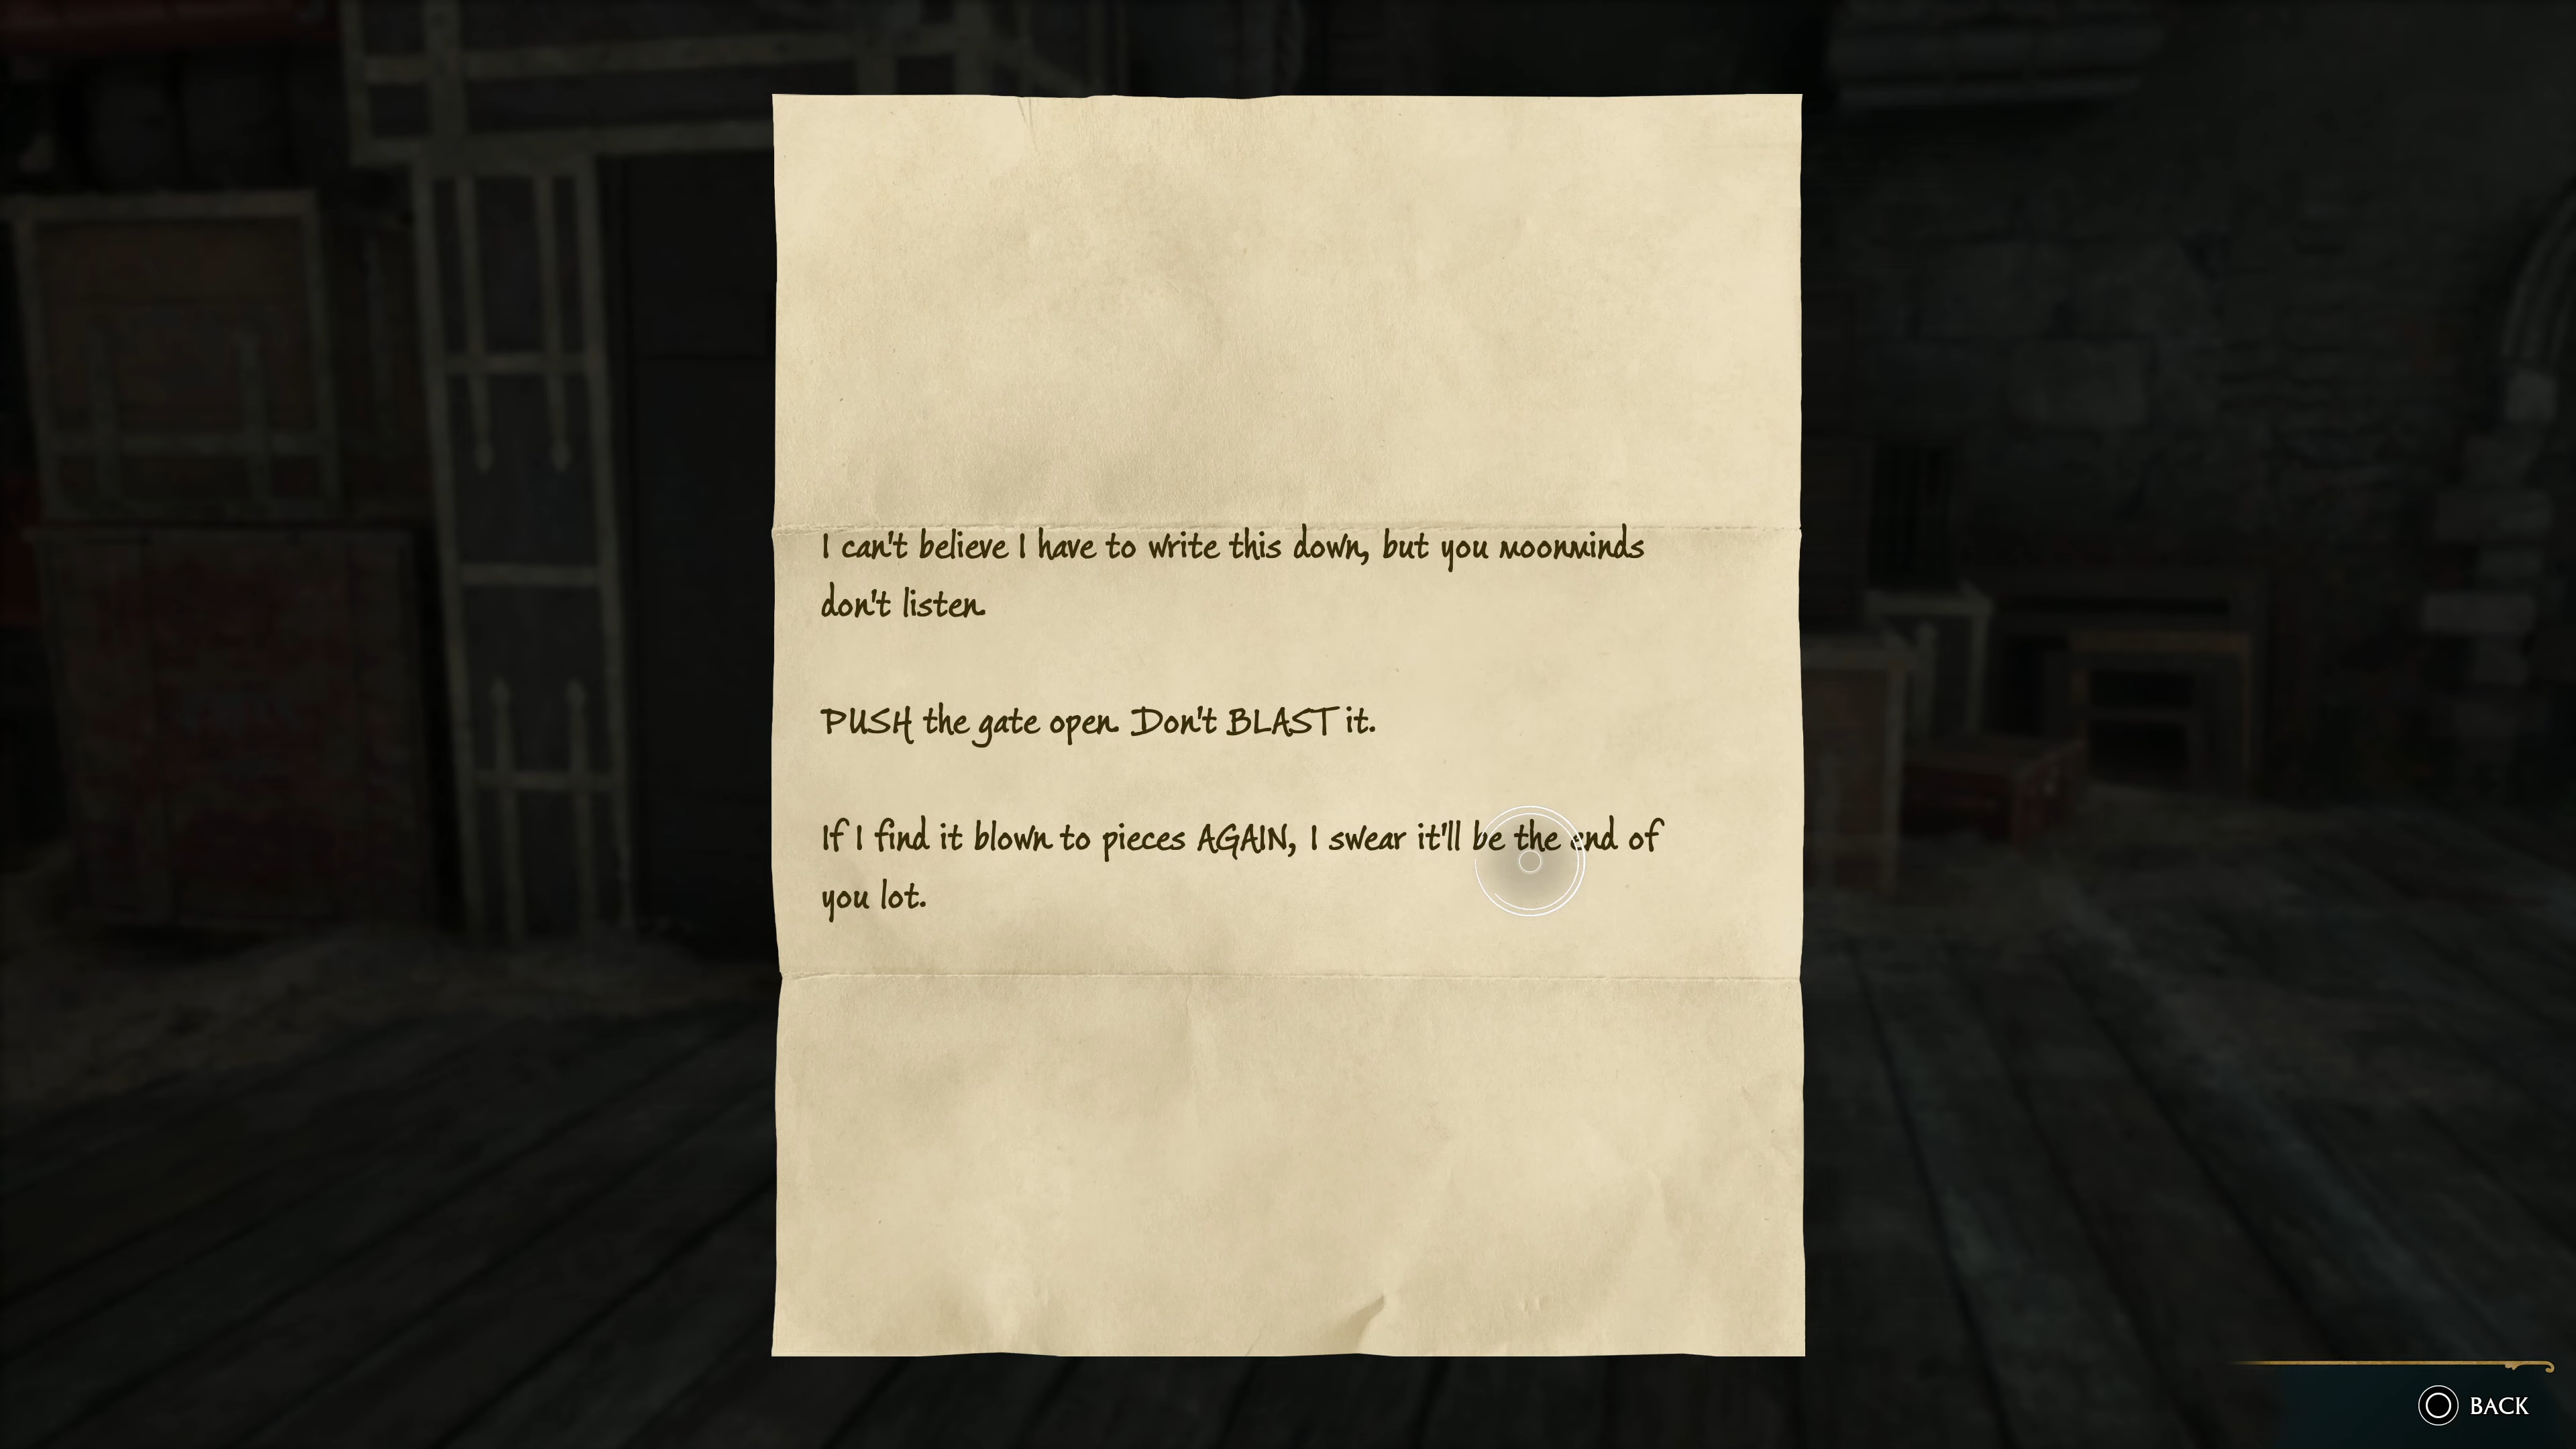 I can't believe I have to write this down, but you moonminds
don't listen.
PUSH the gate open. Don't BLAST it.
If I find it blown to pieces AGAIN, I swear it'll be the end of
you lot.
BACK